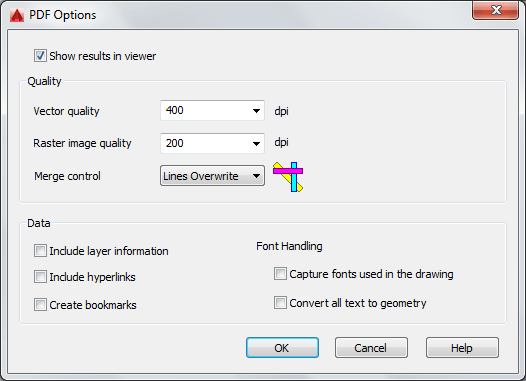 PDF Options
Show results in viewer
Quality
Vector quality 400 dpi
Raster image quality 200 dpi
Merge control Lines Overwrite
Data
Include layer information
Include hyperlinks
Create bookmarks
Font Handling
Capture fonts used in the drawing
Convert all text to geometry
OK Cancel Help